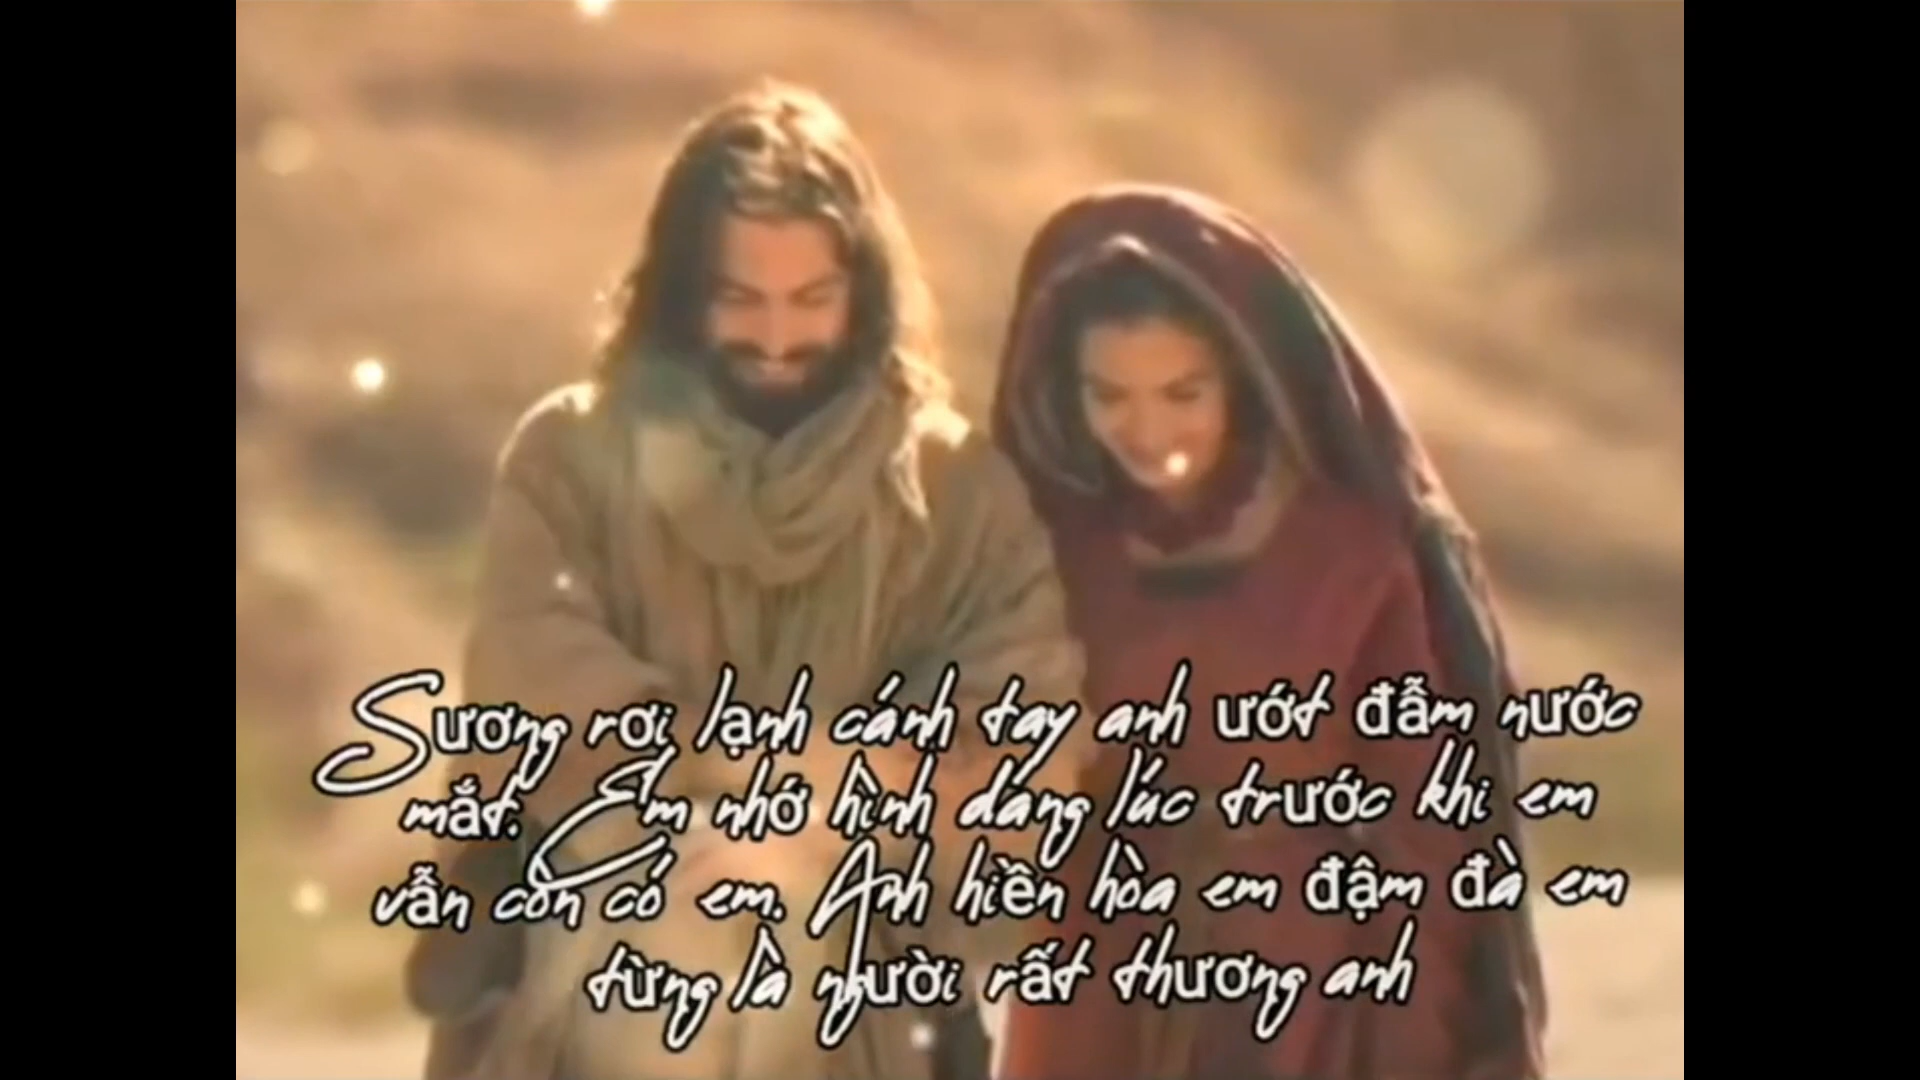 Sương rơi lạnh cánh tay anh ướt đẫm nước
mắt. Em nhớ hình dáng lúc trước khi em
vẫn còn có em. Anh hiền hòa em đậm đà em
từng là người rất thương anh